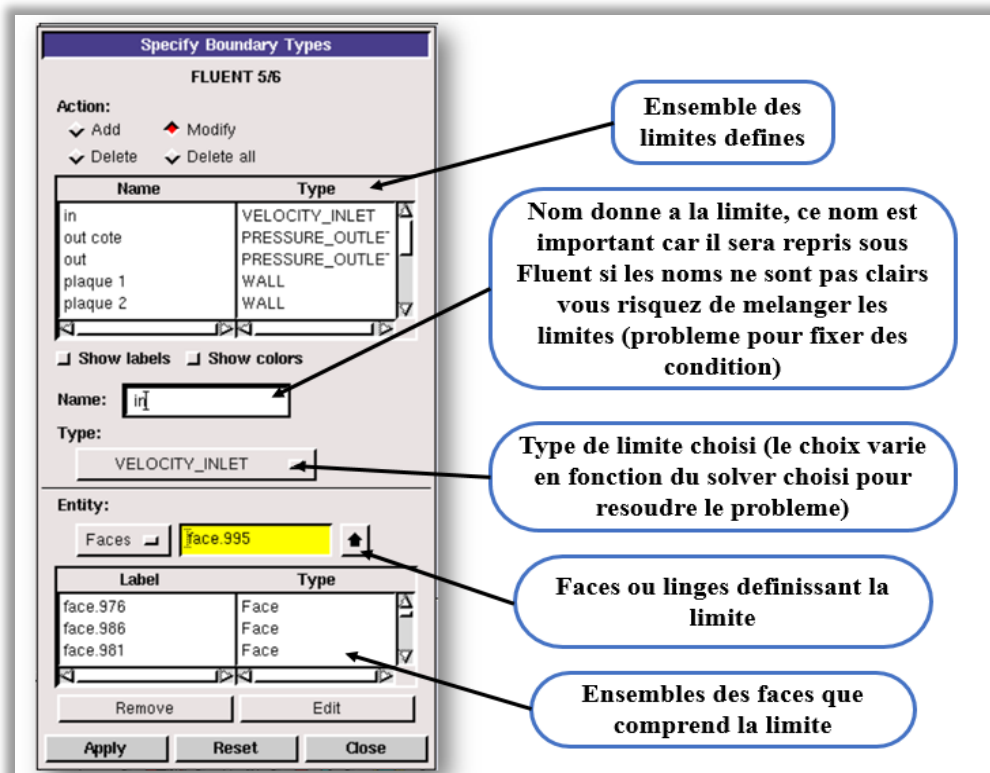 Specify Boundary Types
FLUENT 5/6
Action:
Add Modify
Delete Delete all
Name Type
in VELOCITY_INLET
out cote PRESSURE_OUTLET
out PRESSURE_OUTLET
plaque 1 WALL
plaque 2 WALL
Show labels Show colors
Name: in
Type:
VELOCITY_INLET
Entity:
Faces face.995
Label Type
face.976 Face
face.986 Face
face.981 Face
Remove Edit
Apply Reset Close
Ensemble des
limites defines
Nom donne a la limite, ce nom est
important car il sera repris sous
Fluent si les noms ne sont pas clairs
vous risquez de melanger les
limites (probleme pour fixer des
condition)
Type de limite choisi (le choix varie
en fonction du solver choisi pour
resoudre le probleme)
Faces ou linges definissant la
limite
Ensembles des faces que
comprend la limite